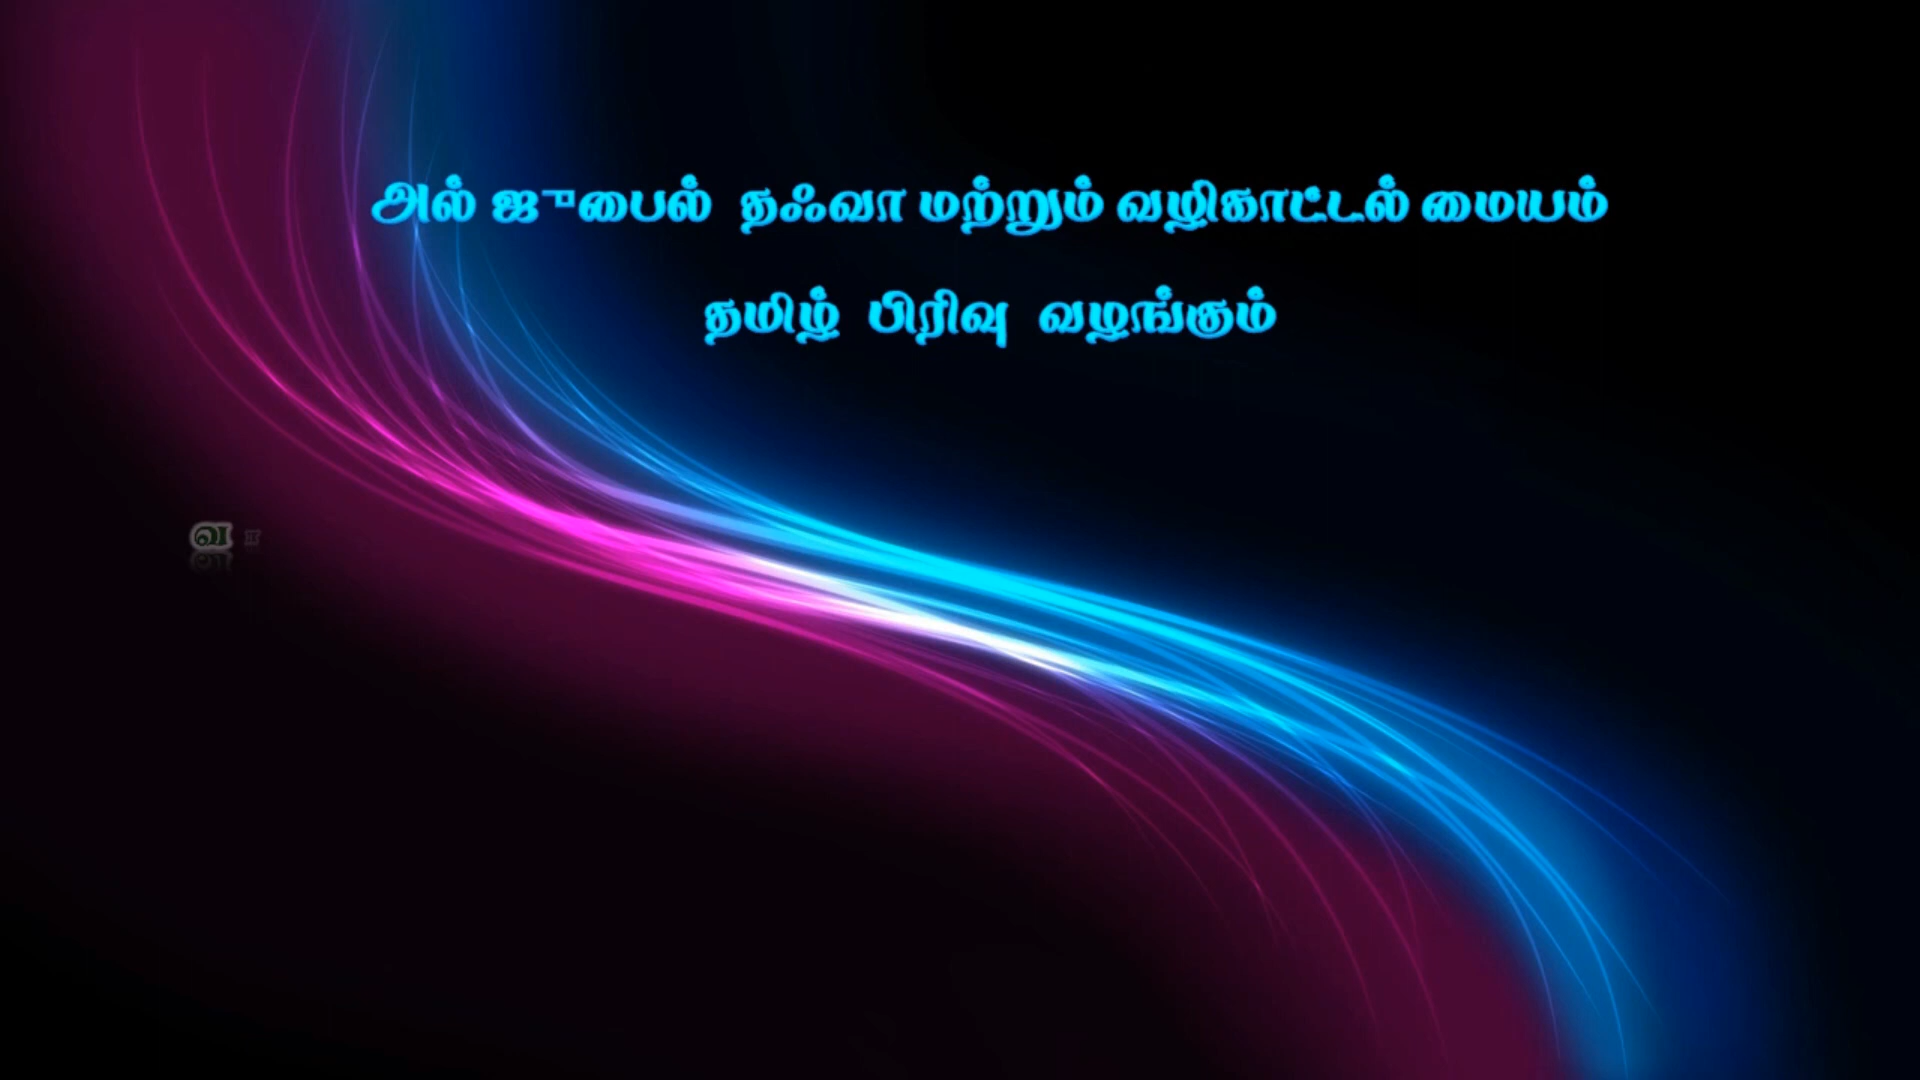 அல் ஜுபைல் தஃவா மற்றும் வழிகாட்டல் மையம்
தமிழ் பிரிவு வழங்கும்